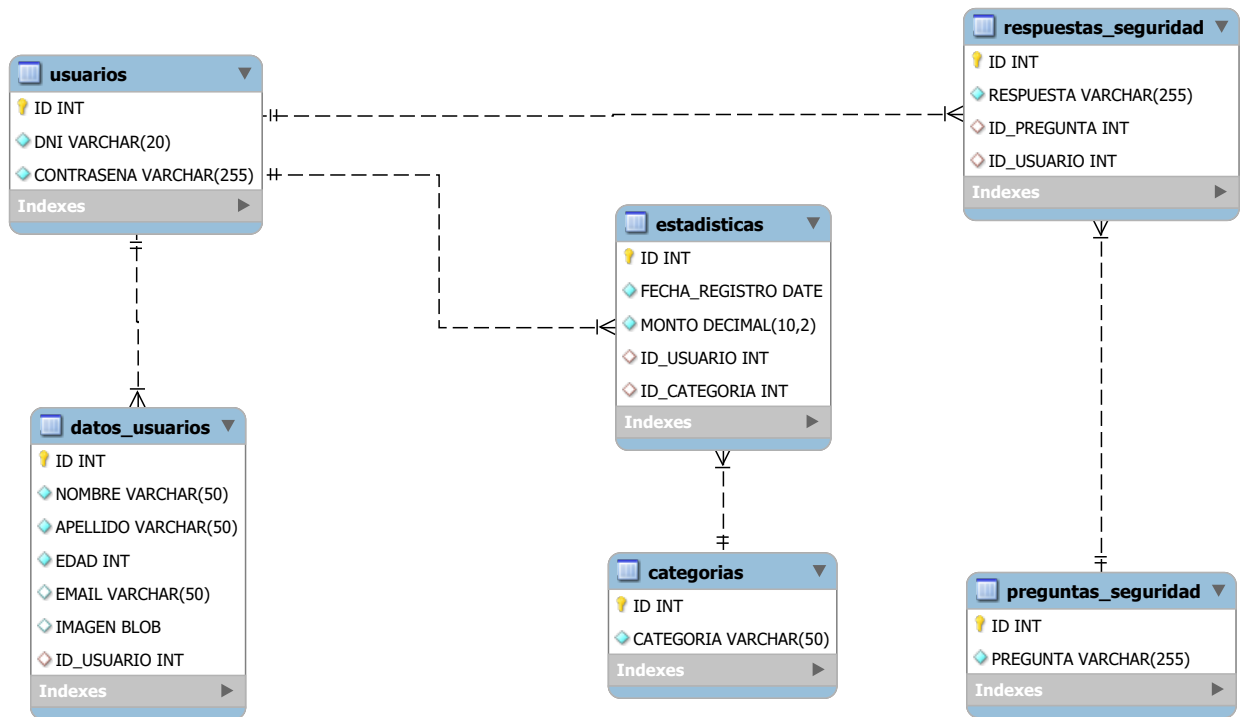 usuarios
ID INT
DNI VARCHAR(20)
CONTRASENA VARCHAR(255)
Indexes
respuestas_seguridad
ID INT
RESPUESTA VARCHAR(255)
ID_PREGUNTA INT
ID_USUARIO INT
Indexes
estadisticas
ID INT
FECHA_REGISTRO DATE
MONTO DECIMAL(10,2)
ID_USUARIO INT
ID_CATEGORIA INT
Indexes
datos_usuarios
ID INT
NOMBRE VARCHAR(50)
APELLIDO VARCHAR(50)
EDAD INT
EMAIL VARCHAR(50)
IMAGEN BLOB
ID_USUARIO INT
Indexes
categorias
ID INT
CATEGORIA VARCHAR(50)
Indexes
preguntas_seguridad
ID INT
PREGUNTA VARCHAR(255)
Indexes